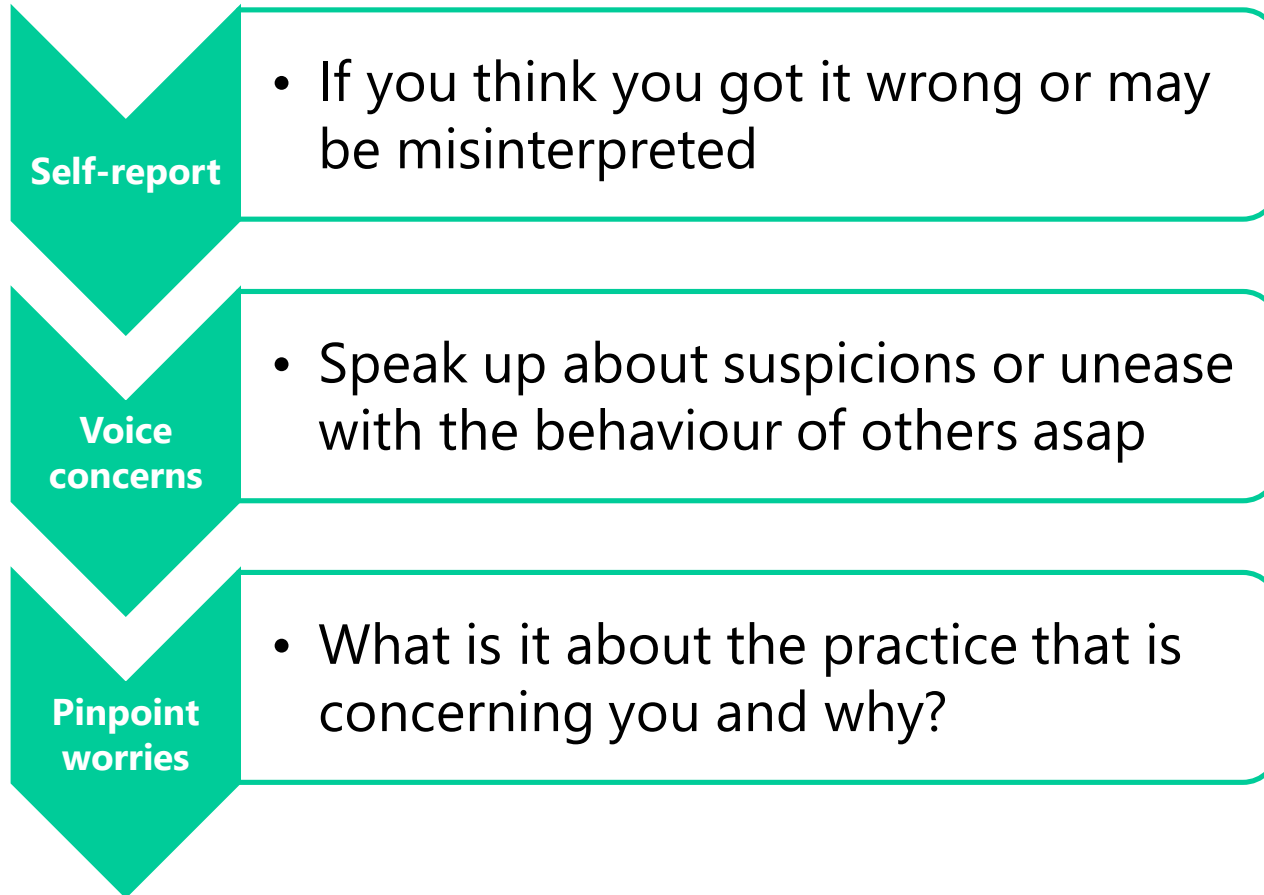 Self-report
• If you think you got it wrong or may
be misinterpreted
Voice
concerns
• Speak up about suspicions or unease
with the behaviour of others asap
Pinpoint
worries
• What is it about the practice that is
concerning you and why?